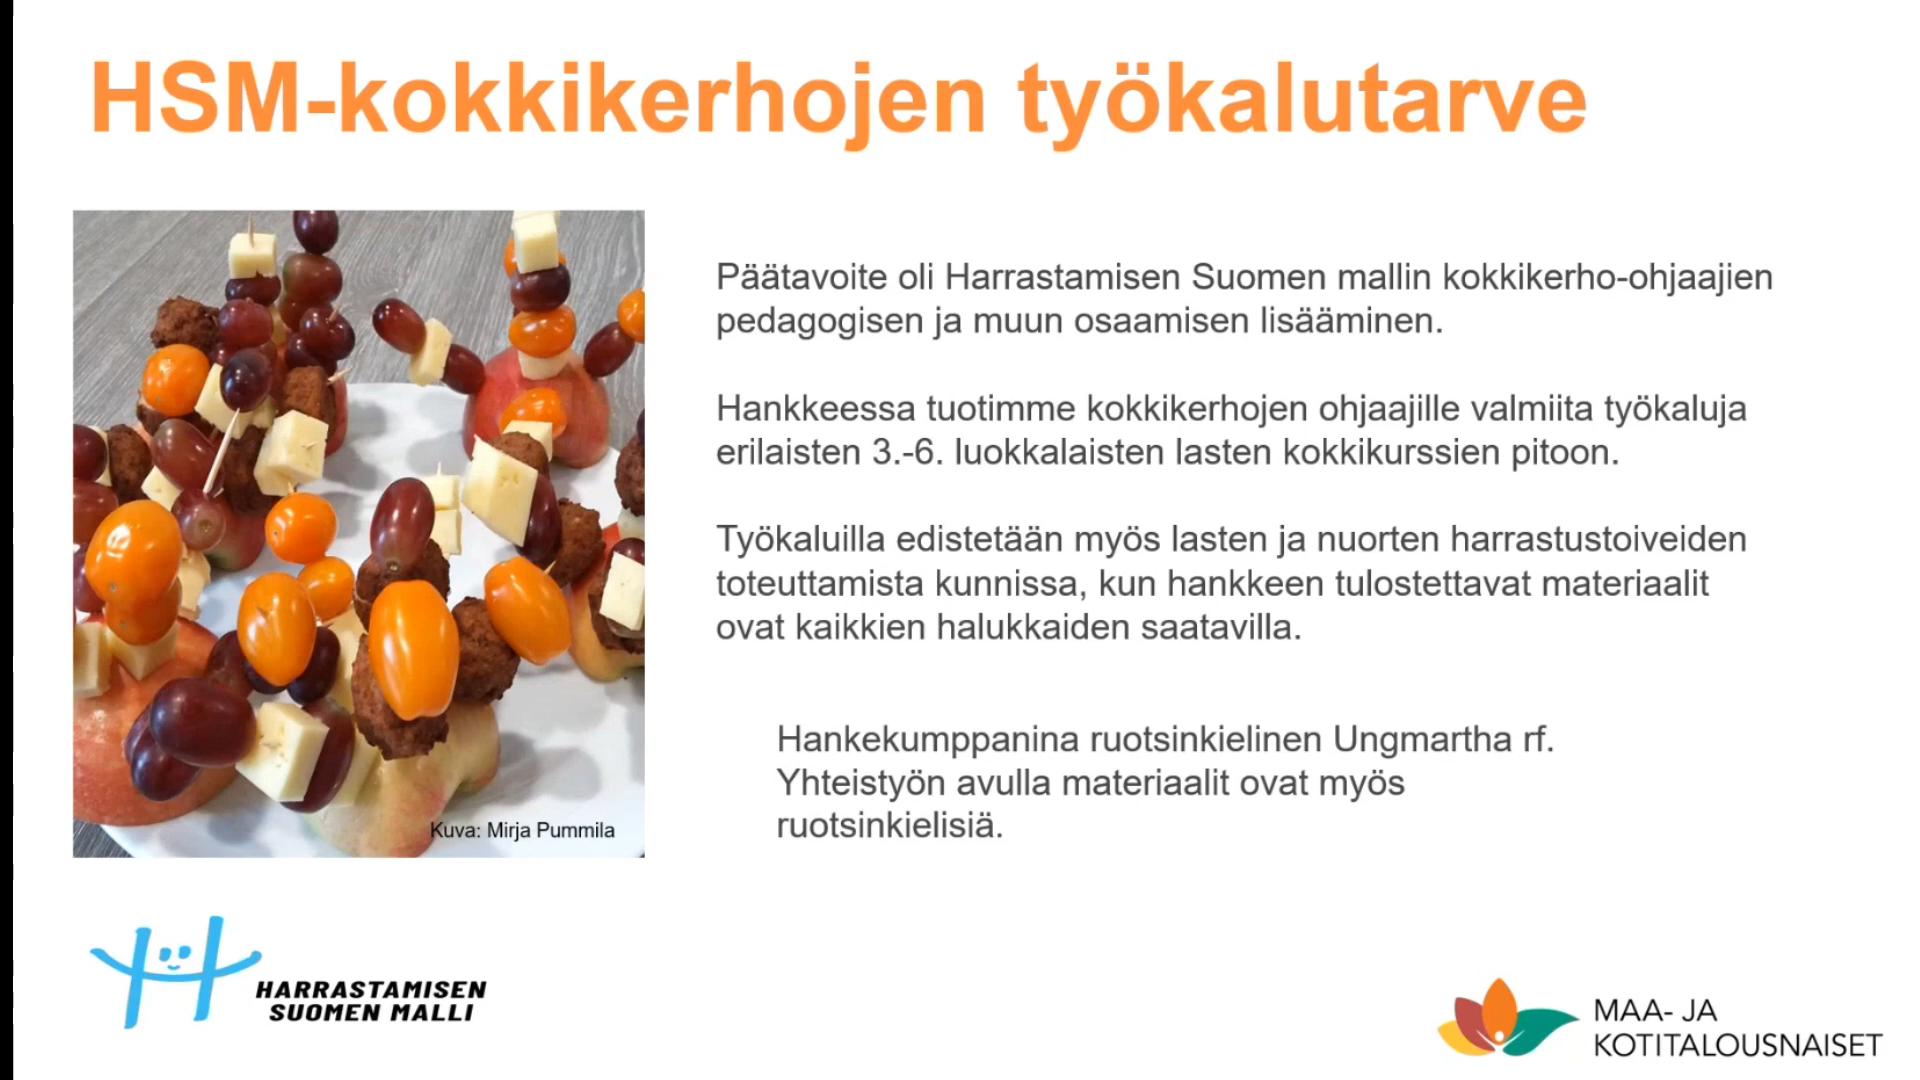 HSM-kokkikerhojen työkalutarve
Päätavoite oli Harrastamisen Suomen mallin kokkikerho-ohjaajien
pedagogisen ja muun osaamisen lisääminen.
Hankkeessa tuotimme kokkikerhojen ohjaajille valmiita työkaluja
erilaisten 3.-6. luokkalaisten lasten kokkikurssien pitoon.
Työkaluilla edistetään myös lasten ja nuorten harrastustoiveiden
toteuttamista kunnissa, kun hankkeen tulostettavat materiaalit
ovat kaikkien halukkaiden saatavilla.
Hankekumppanina ruotsinkielinen Ungmartha rf.
Yhteistyön avulla materiaalit ovat myös
ruotsinkielisiä.
Kuva: Mirja Pummila
HARRASTAMISEN
SUOMEN MALLI
MAA- JA
KOTITALOUSNAISET